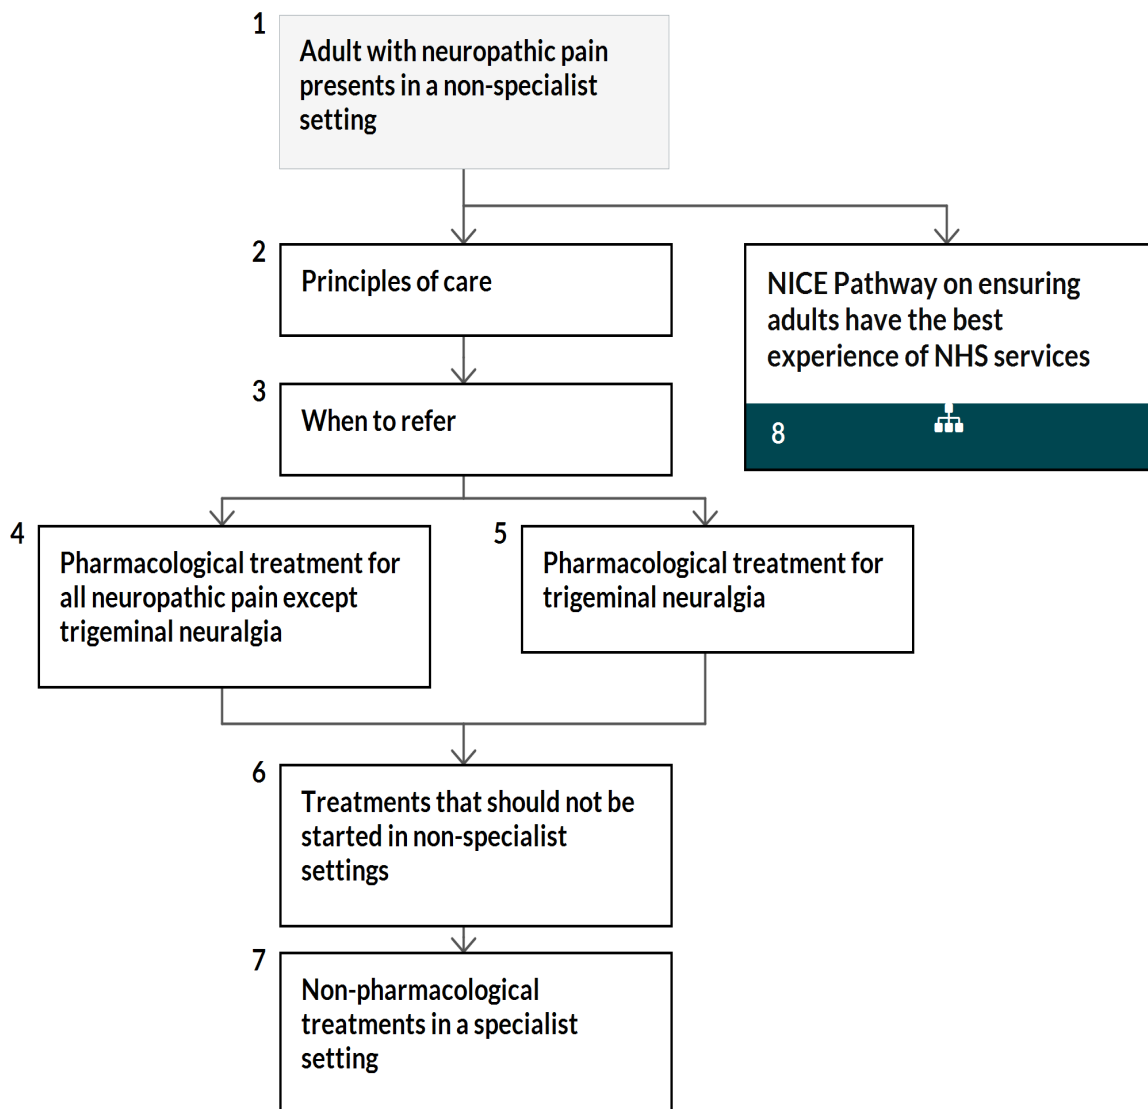 1
Adult with neuropathic pain
presents in a non-specialist
setting
2
Principles of care
NICE Pathway on ensuring
adults have the best
experience of NHS services
8
3
When to refer
4
Pharmacological treatment for
all neuropathic pain except
trigeminal neuralgia
5
Pharmacological treatment for
trigeminal neuralgia
6
Treatments that should not be
started in non-specialist
settings
7
Non-pharmacological
treatments in a specialist
setting